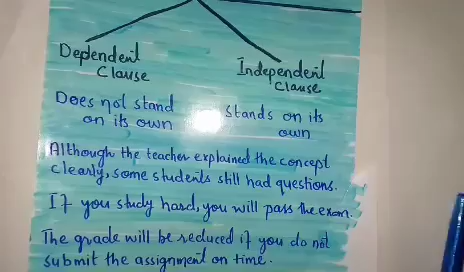 Dependent
Clause
Independent
Clause
Does not stand
on its own
Stands on its
own
Although the teacher explained the concept
clearly, some students still had questions.
If you study hard, you will pass the exam.
The grade will be reduced if you do not
submit the assignment on time.